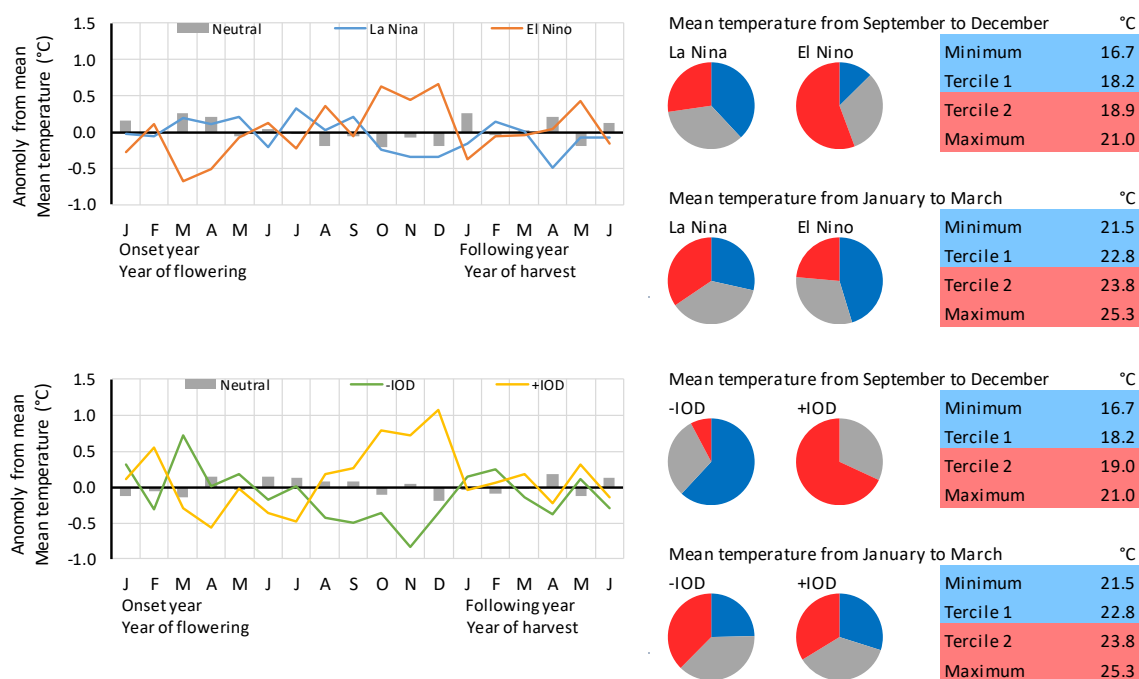 1.5
1.0
0.5
0.0
-0.5
-1.0
Anomoly from mean
Mean temperature (°C)
Neutral La Nina El Nino
J F M A M J J A S O N D J F M A M J
Onset year Following year
Year of flowering Year of harvest
Mean temperature from September to December °C
La Nina El Nino
Minimum 16.7
Tercile 1 18.2
Tercile 2 18.9
Maximum 21.0
Mean temperature from January to March °C
La Nina El Nino
Minimum 21.5
Tercile 1 22.8
Tercile 2 23.8
Maximum 25.3
1.5
1.0
0.5
0.0
-0.5
-1.0
Anomoly from mean
Mean temperature (°C)
Neutral -IOD +IOD
J F M A M J J A S O N D J F M A M J
Onset year Following year
Year of flowering Year of harvest
Mean temperature from September to December °C
-IOD +IOD
Minimum 16.7
Tercile 1 18.2
Tercile 2 19.0
Maximum 21.0
Mean temperature from January to March °C
-IOD +IOD
Minimum 21.5
Tercile 1 22.8
Tercile 2 23.8
Maximum 25.3